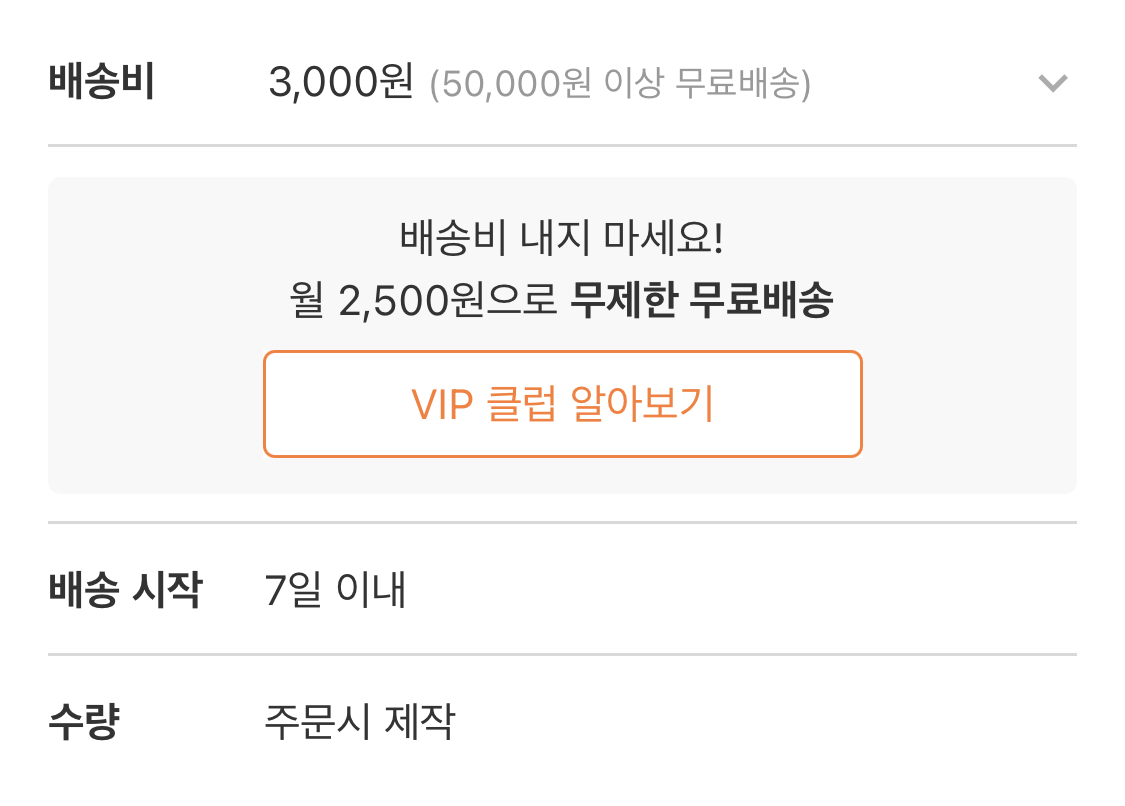 배송비 3,000원 (50,000원 이상 무료배송)
배송비 내지 마세요!
월 2,500원으로 무제한 무료배송
VIP 클럽 알아보기
배송 시작 7일 이내
수량 주문시 제작